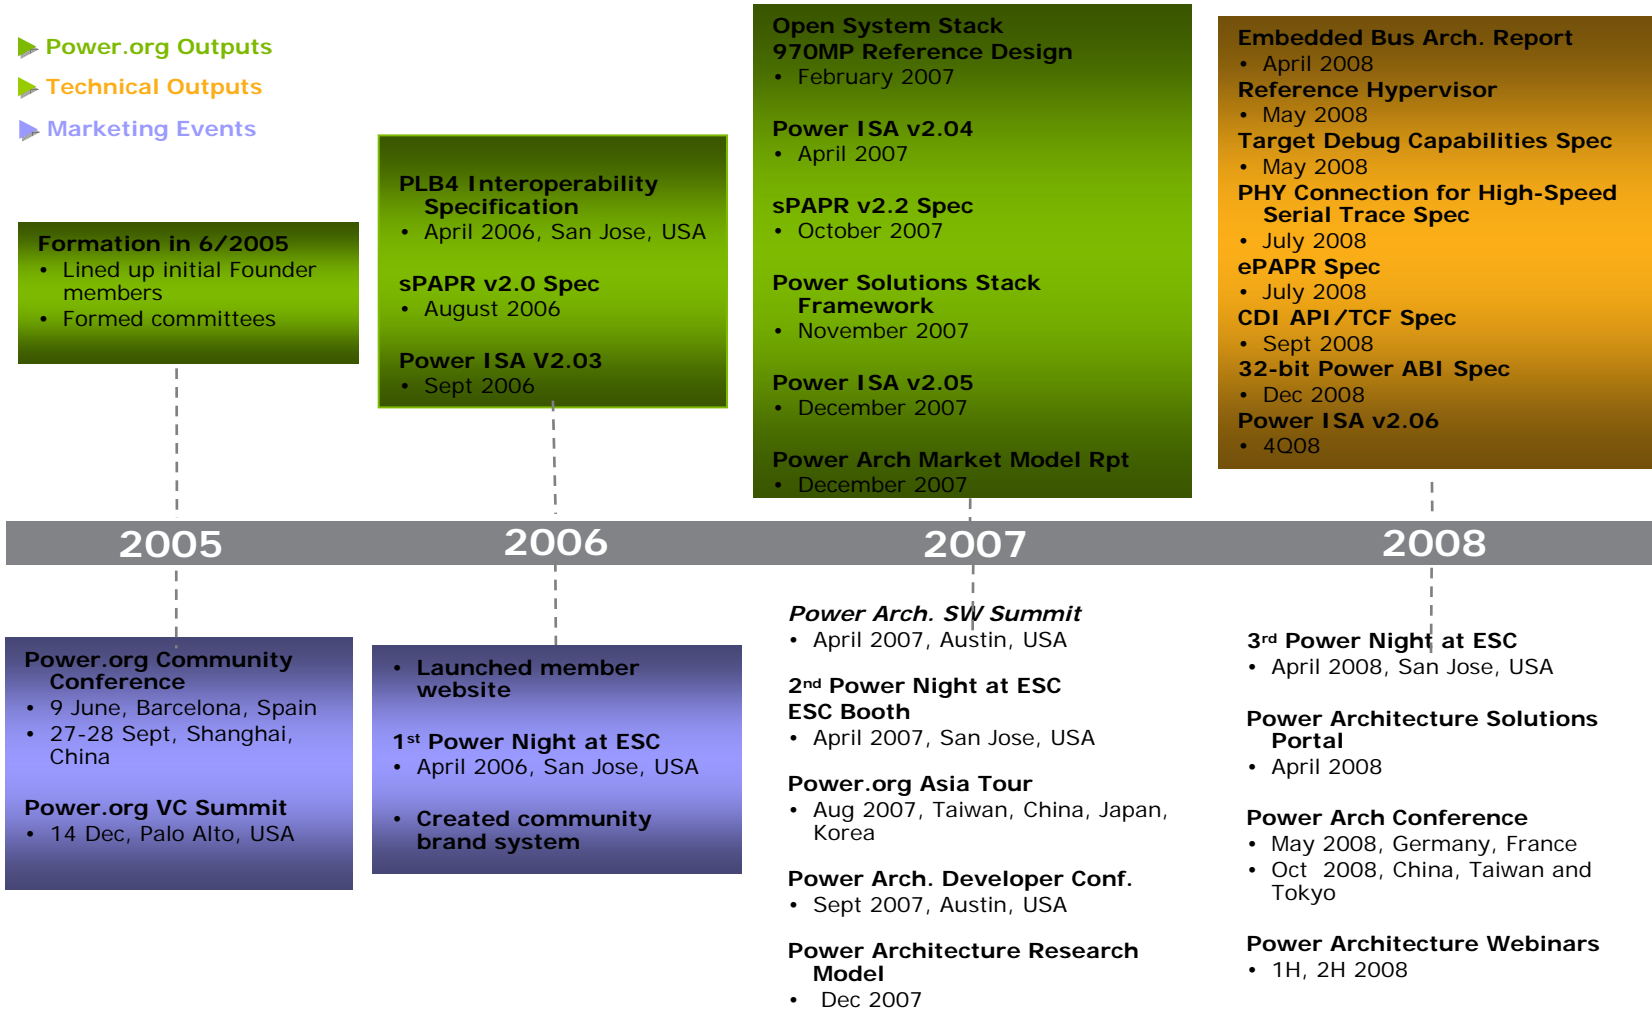 Power.org Outputs
Technical Outputs
Marketing Events
Formation in 6/2005
• Lined up initial Founder
members
• Formed committees
PLB4 Interoperability
Specification
• April 2006, San Jose, USA
sPAPR v2.0 Spec
• August 2006
Power ISA V2.03
• Sept 2006
Open System Stack
970MP Reference Design
• February 2007
Power ISA v2.04
• April 2007
sPAPR v2.2 Spec
• October 2007
Power Solutions Stack
Framework
• November 2007
Power ISA v2.05
• December 2007
Power Arch Market Model Rpt
• December 2007
Embedded Bus Arch. Report
• April 2008
Reference Hypervisor
• May 2008
Target Debug Capabilities Spec
• May 2008
PHY Connection for High-Speed
Serial Trace Spec
• July 2008
ePAPR Spec
• July 2008
CDI API/TCF Spec
• Sept 2008
32-bit Power ABI Spec
• Dec 2008
Power ISA v2.06
• 4Q08
2005
2006
2007
2008
Power.org Community
Conference
• 9 June, Barcelona, Spain
• 27-28 Sept, Shanghai,
China
Power.org VC Summit
• 14 Dec, Palo Alto, USA
• Launched member
website
1st Power Night at ESC
• April 2006, San Jose, USA
• Created community
brand system
Power Arch. SW Summit
• April 2007, Austin, USA
2nd Power Night at ESC
ESC Booth
• April 2007, San Jose, USA
Power.org Asia Tour
• Aug 2007, Taiwan, China, Japan,
Korea
Power Arch. Developer Conf.
• Sept 2007, Austin, USA
Power Architecture Research
Model
• Dec 2007
3rd Power Night at ESC
• April 2008, San Jose, USA
Power Architecture Solutions
Portal
• April 2008
Power Arch Conference
• May 2008, Germany, France
• Oct 2008, China, Taiwan and
Tokyo
Power Architecture Webinars
• 1H, 2H 2008